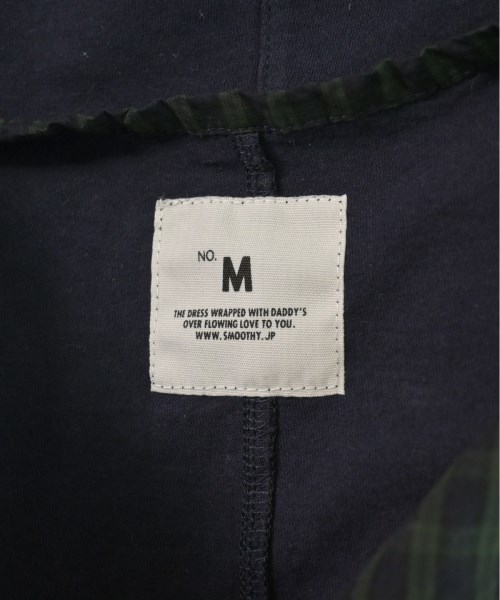 NO. M
THE DRESS WRAPPED WITH DADDY'S
OVER FLOWING LOVE TO YOU.
WWW.SMOOTHY.JP